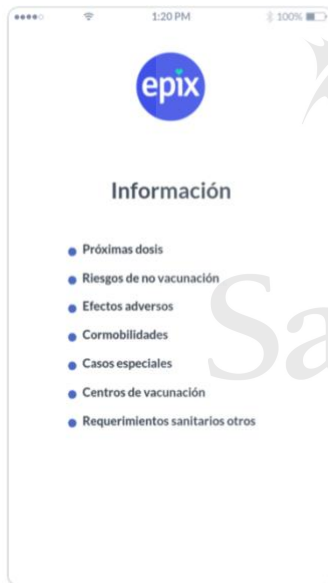 1:20 PM 100%
epix
Información
Próximas dosis
Riesgos de no vacunación
Efectos adversos
Cormobilidades
Casos especiales
Centros de vacunación
Requerimientos sanitarios otros
Sa